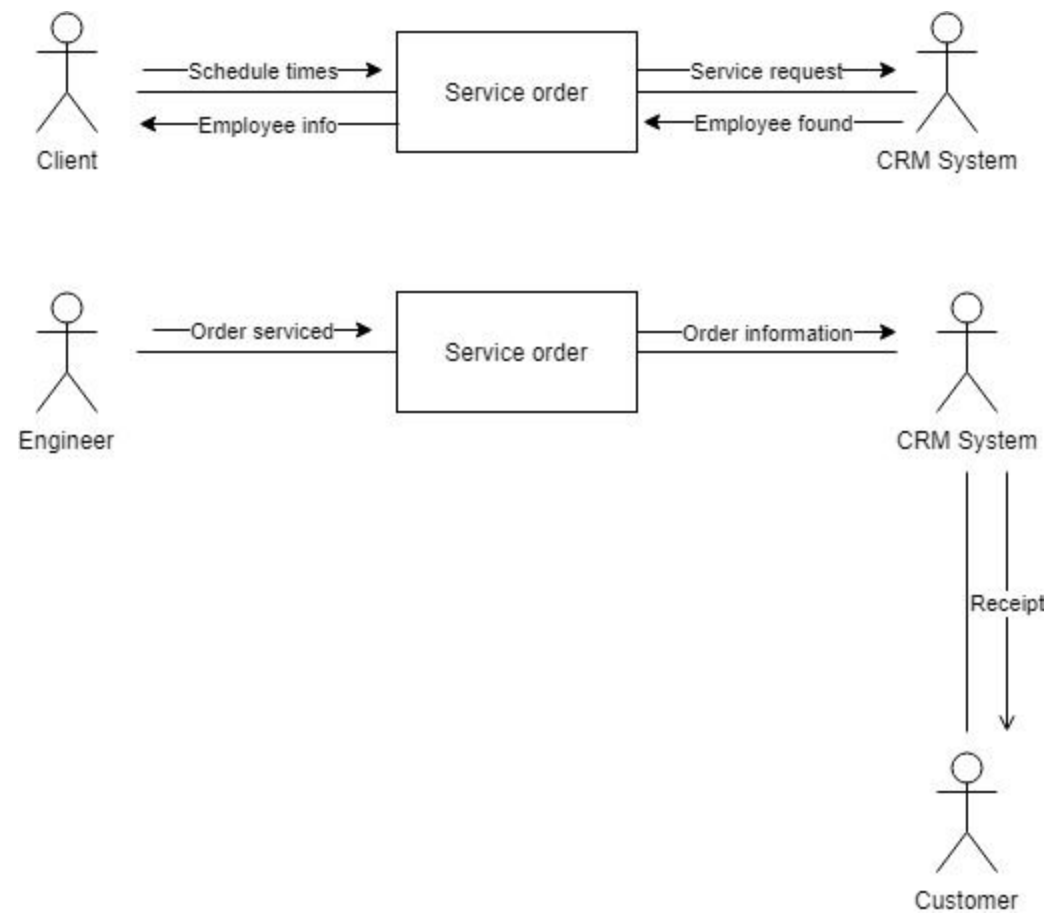 Schedule times
Service order
Service request
Employee info
Employee found
Client
CRM System
Order serviced
Service order
Order information
Engineer
CRM System
Receipt
Customer